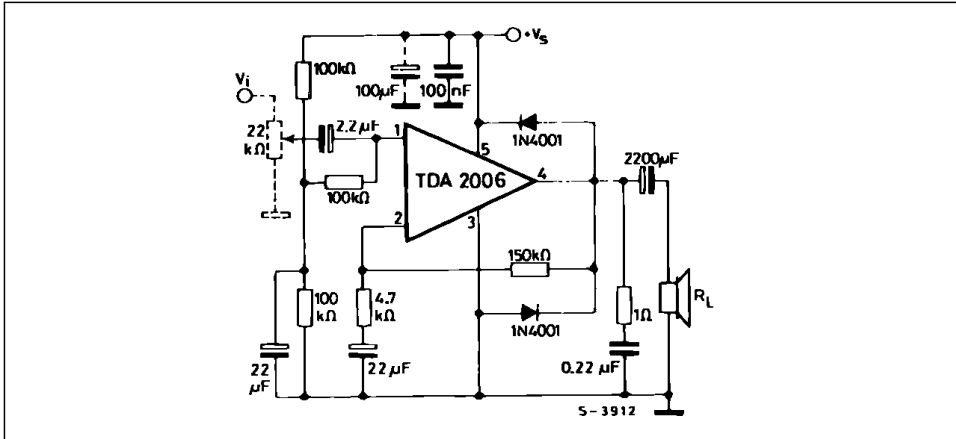 +Vs
100kΩ
100µF
100nF
Vi
22
kΩ
2.2µF
1
5
1N4001
2200µF
TDA 2006
4
100kΩ
2
3
150kΩ
100
kΩ
4.7
kΩ
1N4001
1Ω
RL
22
µF
22µF
0.22µF
S-3912